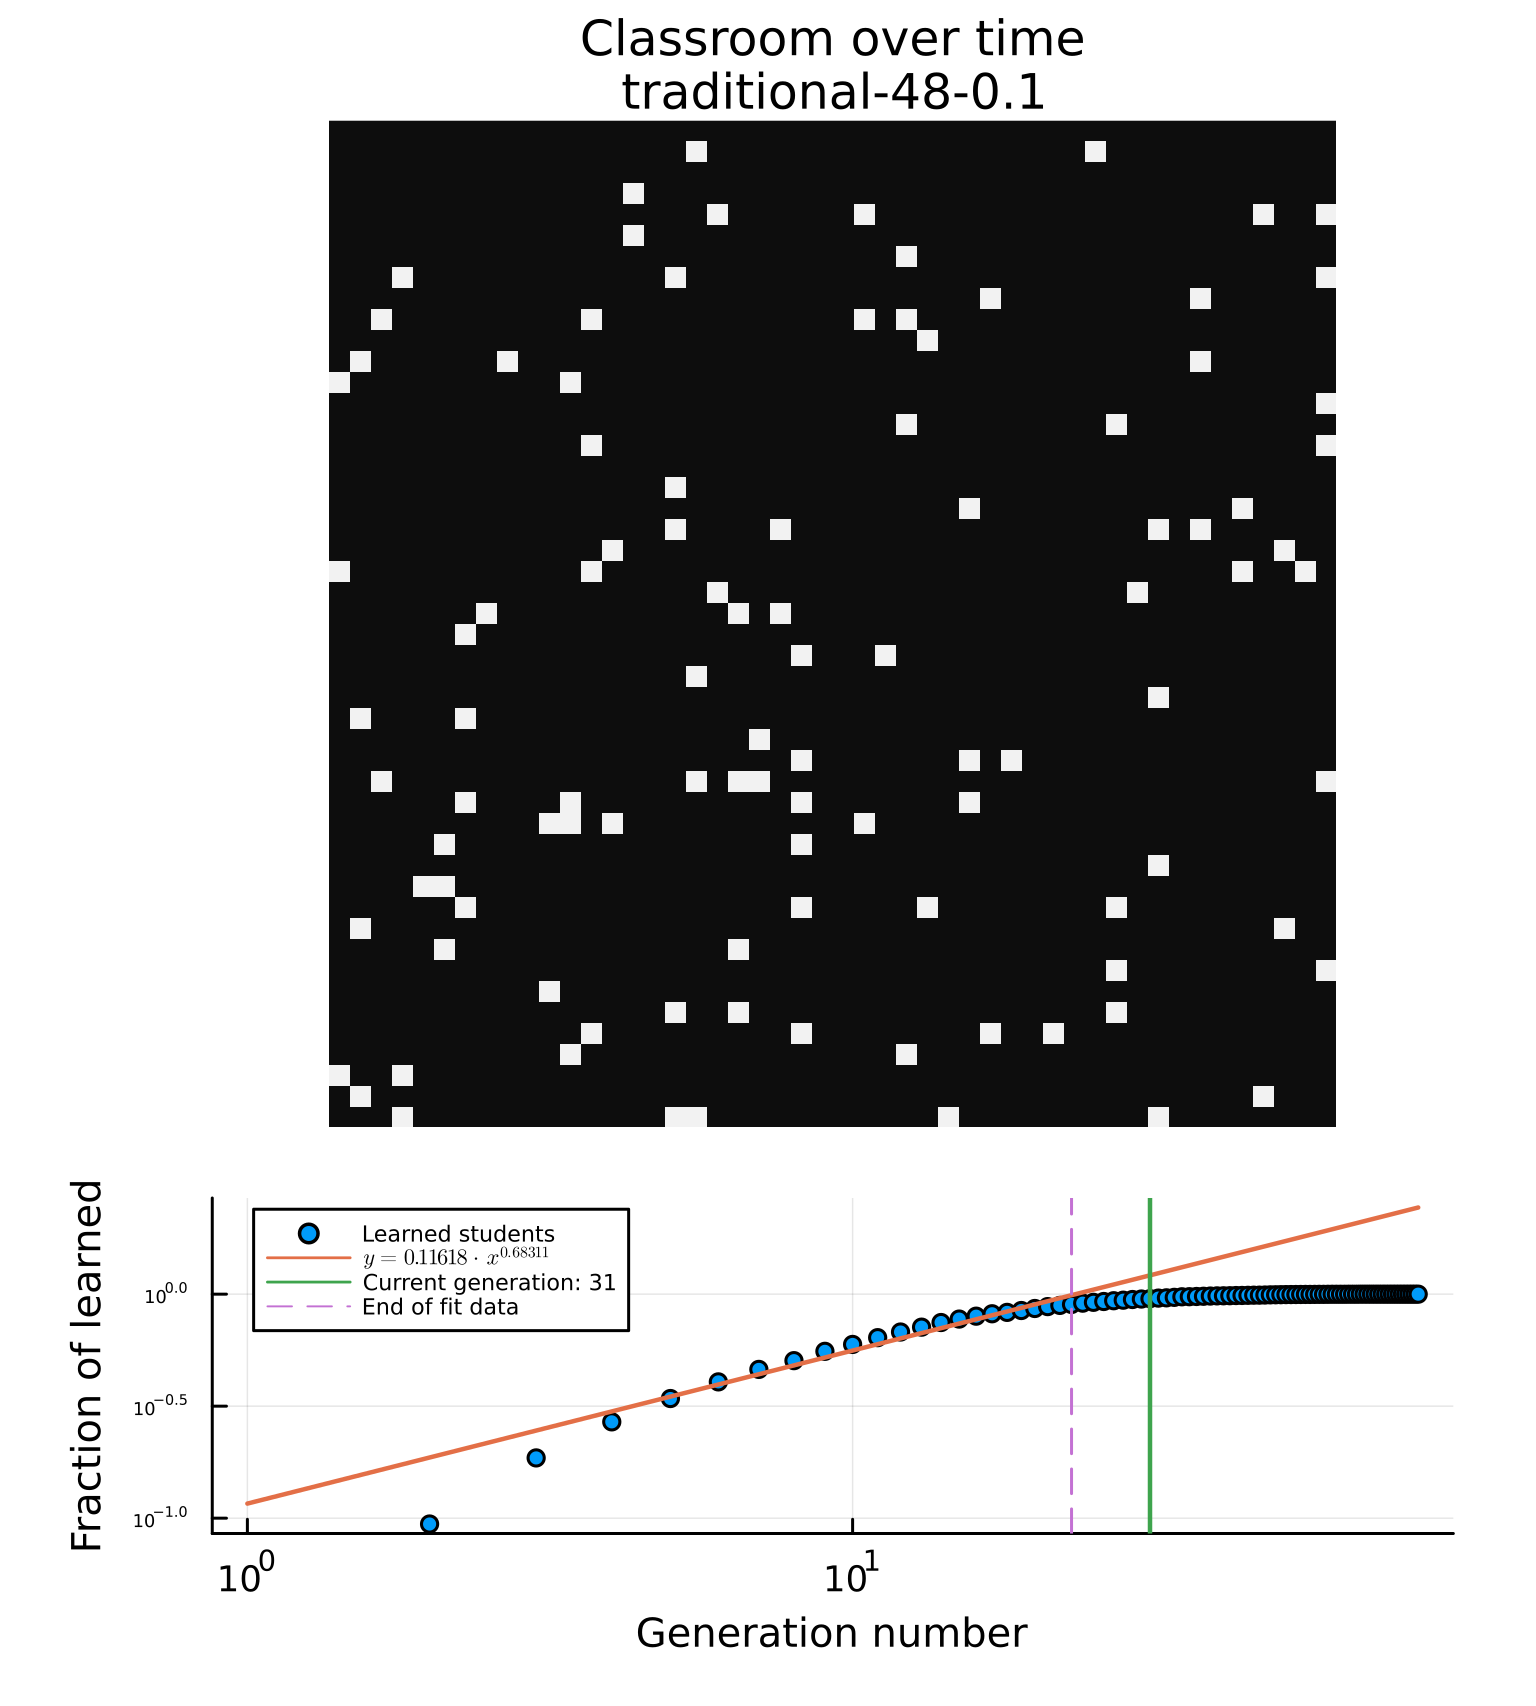 Classroom over time
traditional-48-0.1
Fraction of learned
Learned students
y = 0.11618 · x^0.68311
Current generation: 31
End of fit data
10^0.0
10^−0.5
10^−1.0
10^0
10^1
Generation number